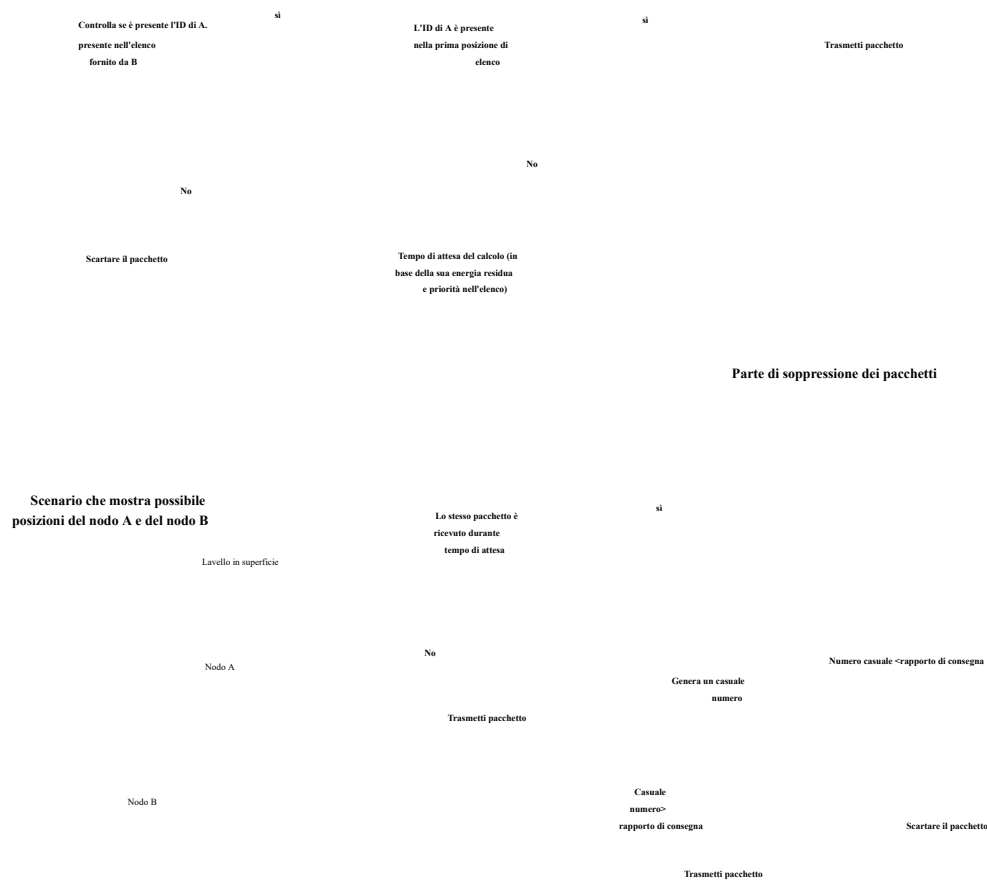 Controlla se è presente l'ID di A.
presente nell'elenco
fornito da B
sì
L'ID di A è presente
nella prima posizione di
elenco
sì
Trasmetti pacchetto
No
No
Scartare il pacchetto
Tempo di attesa del calcolo (in
base della sua energia residua
e priorità nell'elenco)
Parte di soppressione dei pacchetti
Scenario che mostra possibile
posizioni del nodo A e del nodo B
Lavello in superficie
Nodo A
Nodo B
Lo stesso pacchetto è
ricevuto durante
tempo di attesa
sì
No
Trasmetti pacchetto
Genera un casuale
numero
Numero casuale <rapporto di consegna
Casuale
numero>
rapporto di consegna
Scartare il pacchetto
Trasmetti pacchetto